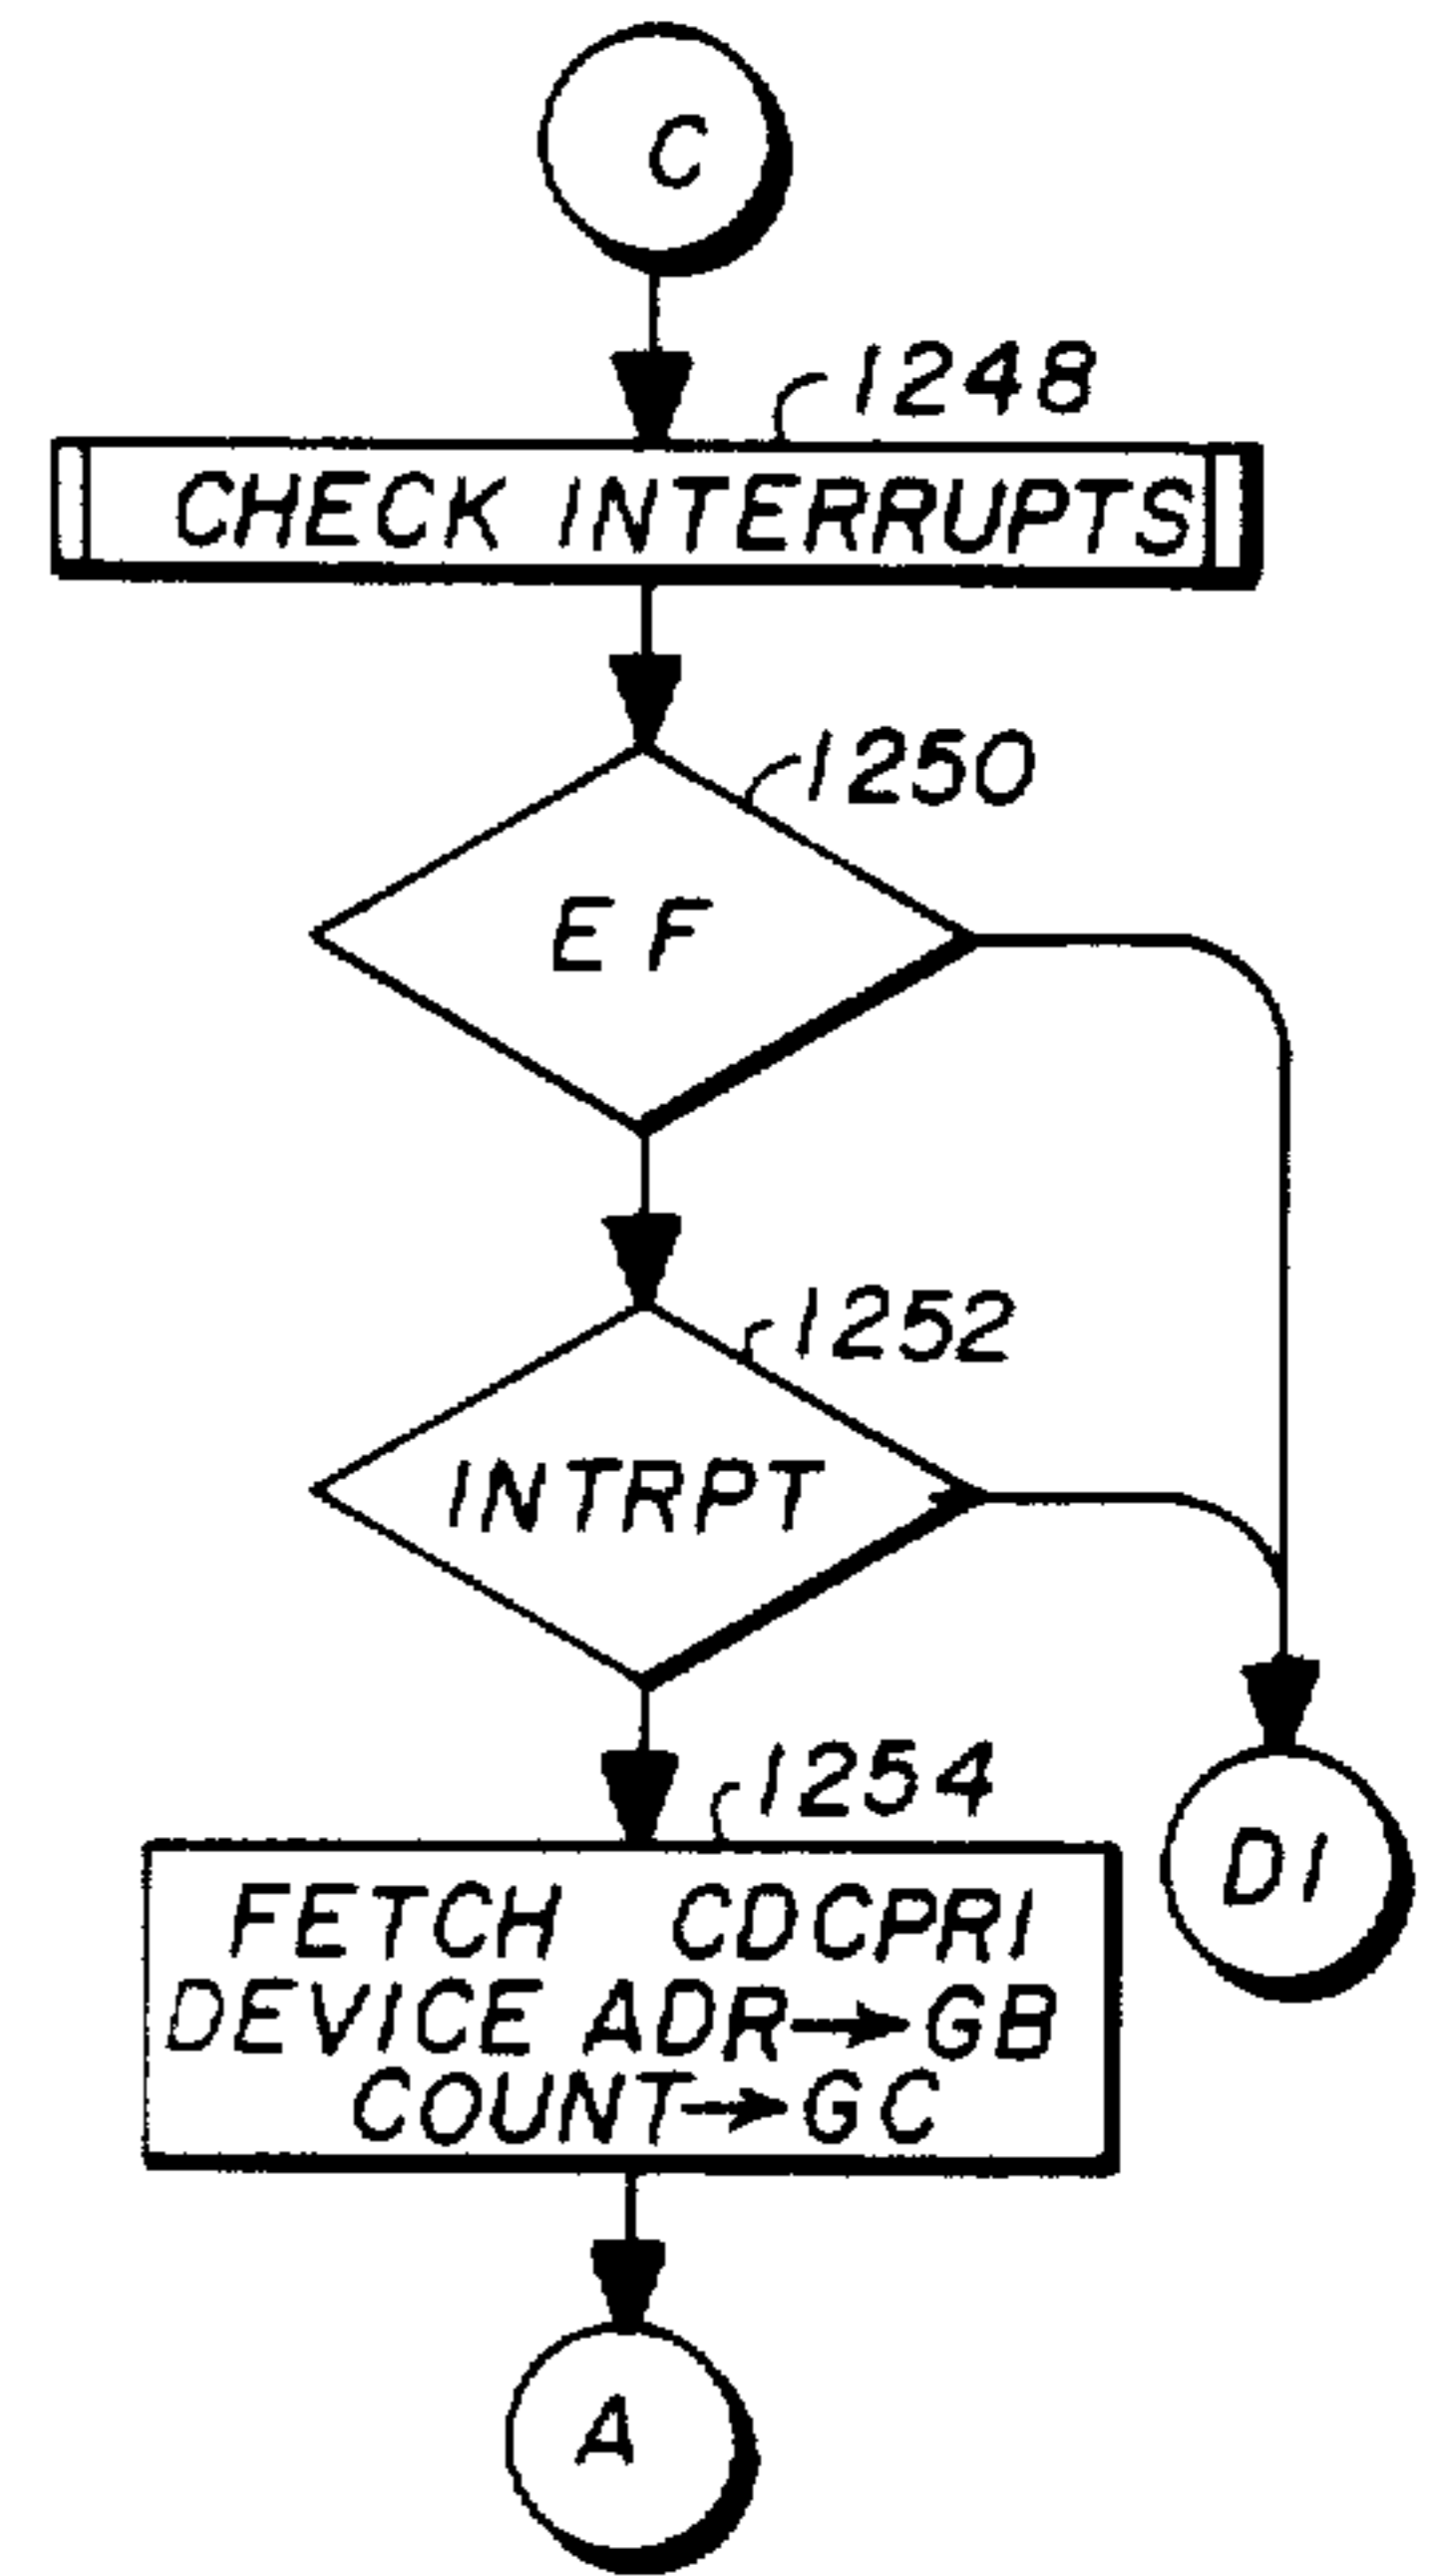 C
1248
CHECK INTERRUPTS
1250
EF
1252
INTRPT
1254
FETCH CDCPRI
DEVICE ADR→GB
COUNT→GC
D1
A